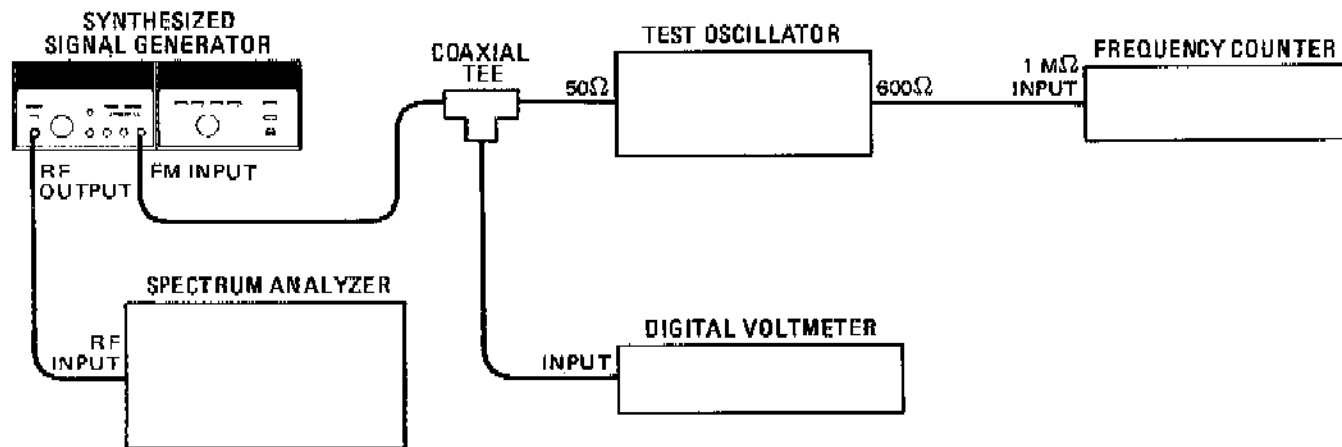 SYNTHESIZED
SIGNAL GENERATOR
COAXIAL
TEE
TEST OSCILLATOR
FREQUENCY COUNTER
50Ω
600Ω
1 MΩ
INPUT
RF
OUTPUT
FM INPUT
SPECTRUM ANALYZER
RF
INPUT
DIGITAL VOLTMETER
INPUT